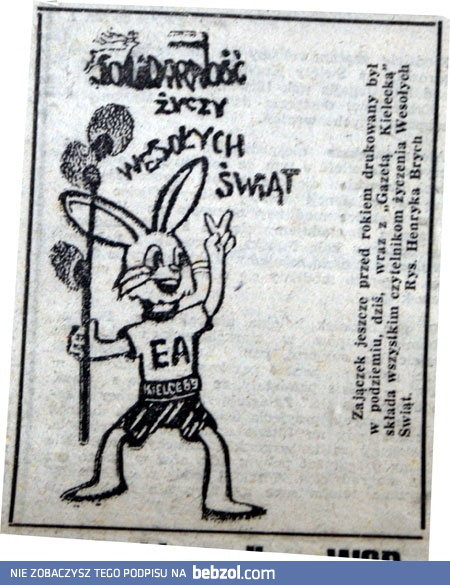 SOLIDARNOŚĆ
ŻYCZY
WESOŁYCH
ŚWIĄT
EA
KIELCE 89
Zajączek jeszcze przed rokiem drukowany był
w podziemiu, dziś, wraz z „Gazetą Kielecką"
składa wszystkim czytelnikom życzenia Wesołych
Świąt.
Rys. Henryka Brych
NIE ZOBACZYSZ TEGO PODPISU NA bebzol.com